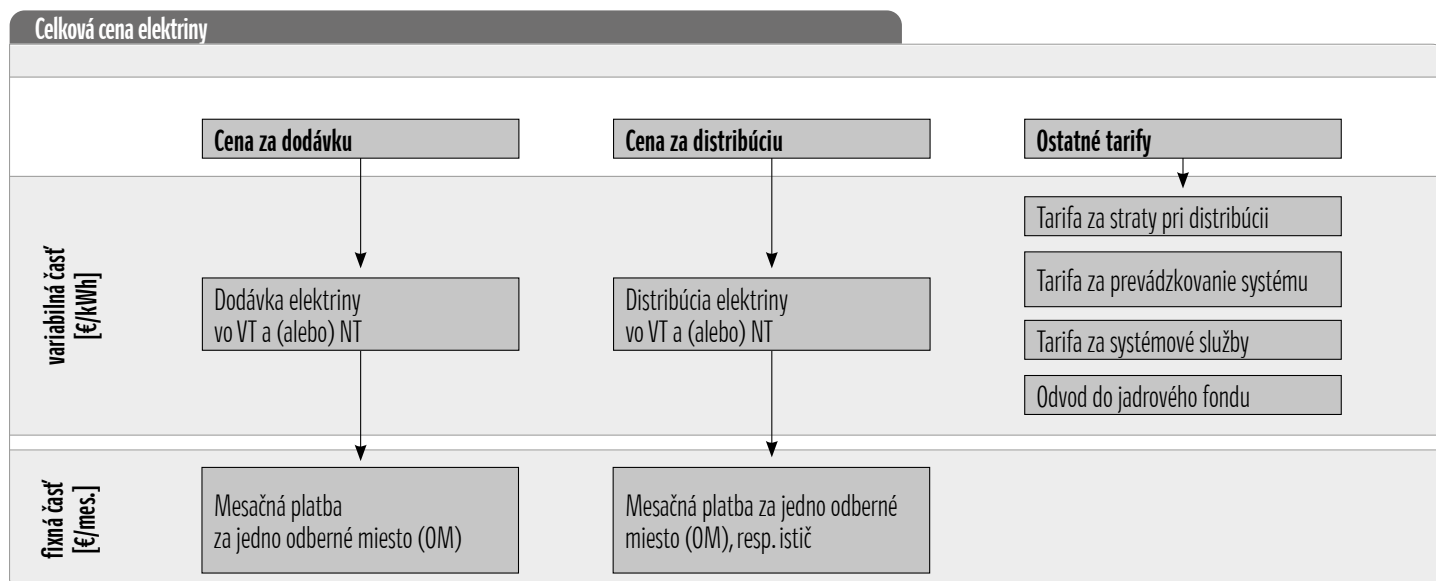 Celková cena elektriny
Cena za dodávku
Cena za distribúciu
Ostatné tarify
variabilná časť
[€/kWh]
Dodávka elektriny
vo VT a (alebo) NT
Distribúcia elektriny
vo VT a (alebo) NT
Tarifa za straty pri distribúcii
Tarifa za prevádzkovanie systému
Tarifa za systémové služby
Odvod do jadrového fondu
fixná časť
[€/mes.]
Mesačná platba
za jedno odberné miesto (OM)
Mesačná platba za jedno odberné
miesto (OM), resp. istič